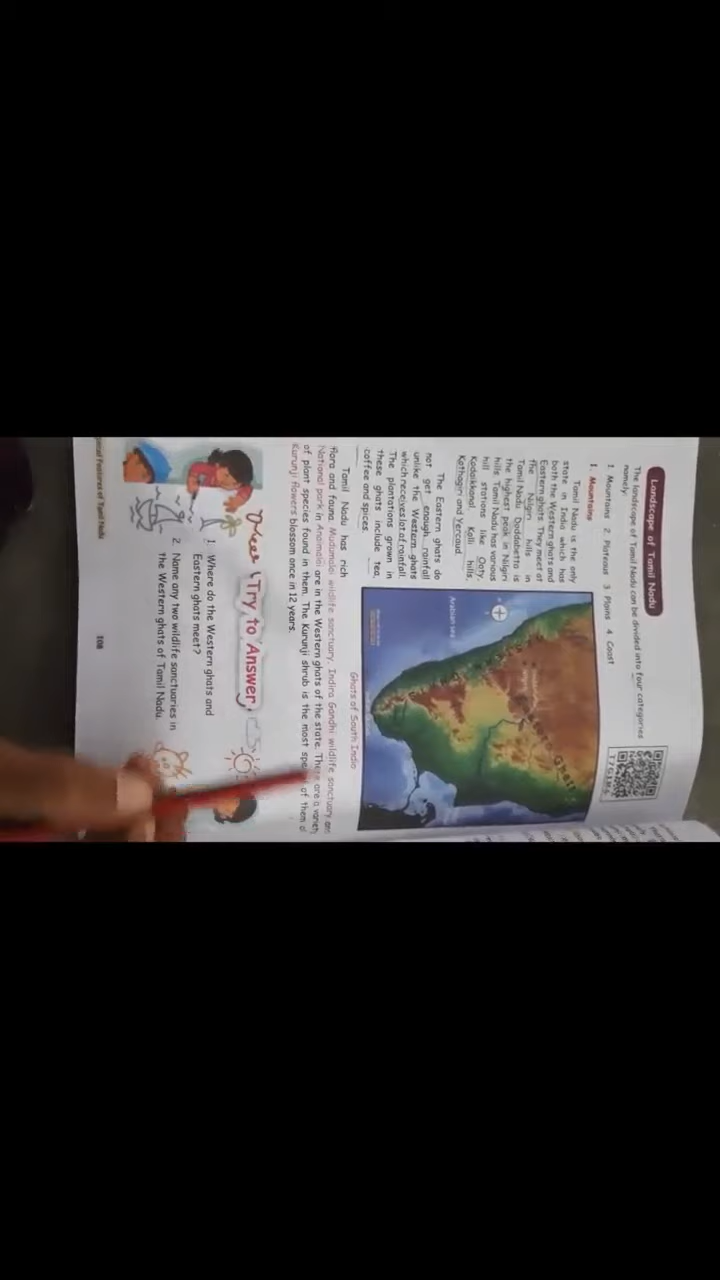 Landscape of Tamil Nadu
The landscape of Tamil Nadu can be divided into four categories
namely:
1. Mountains 2. Plateaus 3. Plains 4. Coast
1. Mountains
Tamil Nadu is the only
state in India which has
both the Western ghats and
Eastern ghats. They meet at
the Nilgiri hills in
Tamil Nadu. Doddabetta is
the highest peak in Nilgiri
hills. Tamil Nadu has various
hill stations like Ooty,
Kodaikkanal, Kolli hills,
Kothagiri and Yercaud.
The Eastern ghats do
not get enough rainfall
unlike the Western ghats
which receives lot of rainfall.
The plantations grown in
these ghats include tea,
coffee and spices.
Arabian sea
Ghats of South India
Tamil Nadu has rich
flora and fauna. Mudumalai wildlife sanctuary, Indira Gandhi wildlife sanctuary and
National park in Anaimalai are in the Western ghats of the state. There are a variety
of plant species found in them. The Kurunji shrub is the most of them
Kurunji flowers blossom once in 12 years.
Try to Answer
1. Where do the Western ghats and
Eastern ghats meet?
2. Name any two wildlife sanctuaries in
the Western ghats of Tamil Nadu.
Features of Tamil Nadu
108